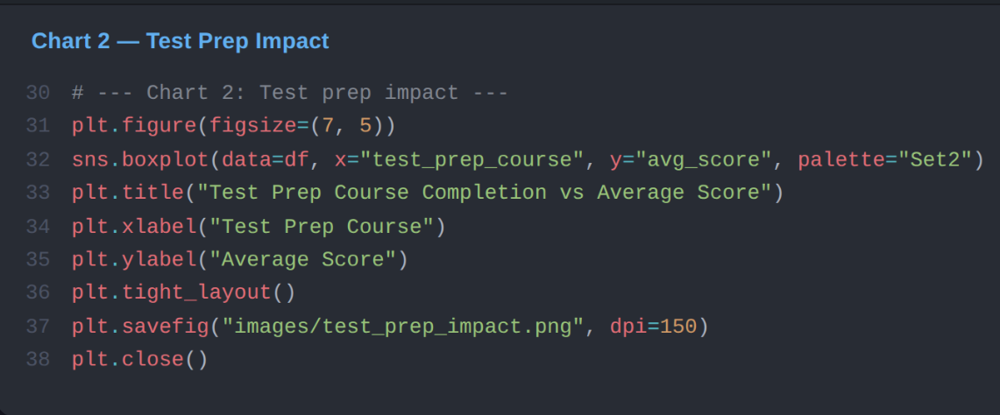 Chart 2 — Test Prep Impact
30 # --- Chart 2: Test prep impact ---
31 plt.figure(figsize=(7, 5))
32 sns.boxplot(data=df, x="test_prep_course", y="avg_score", palette="Set2")
33 plt.title("Test Prep Course Completion vs Average Score")
34 plt.xlabel("Test Prep Course")
35 plt.ylabel("Average Score")
36 plt.tight_layout()
37 plt.savefig("images/test_prep_impact.png", dpi=150)
38 plt.close()